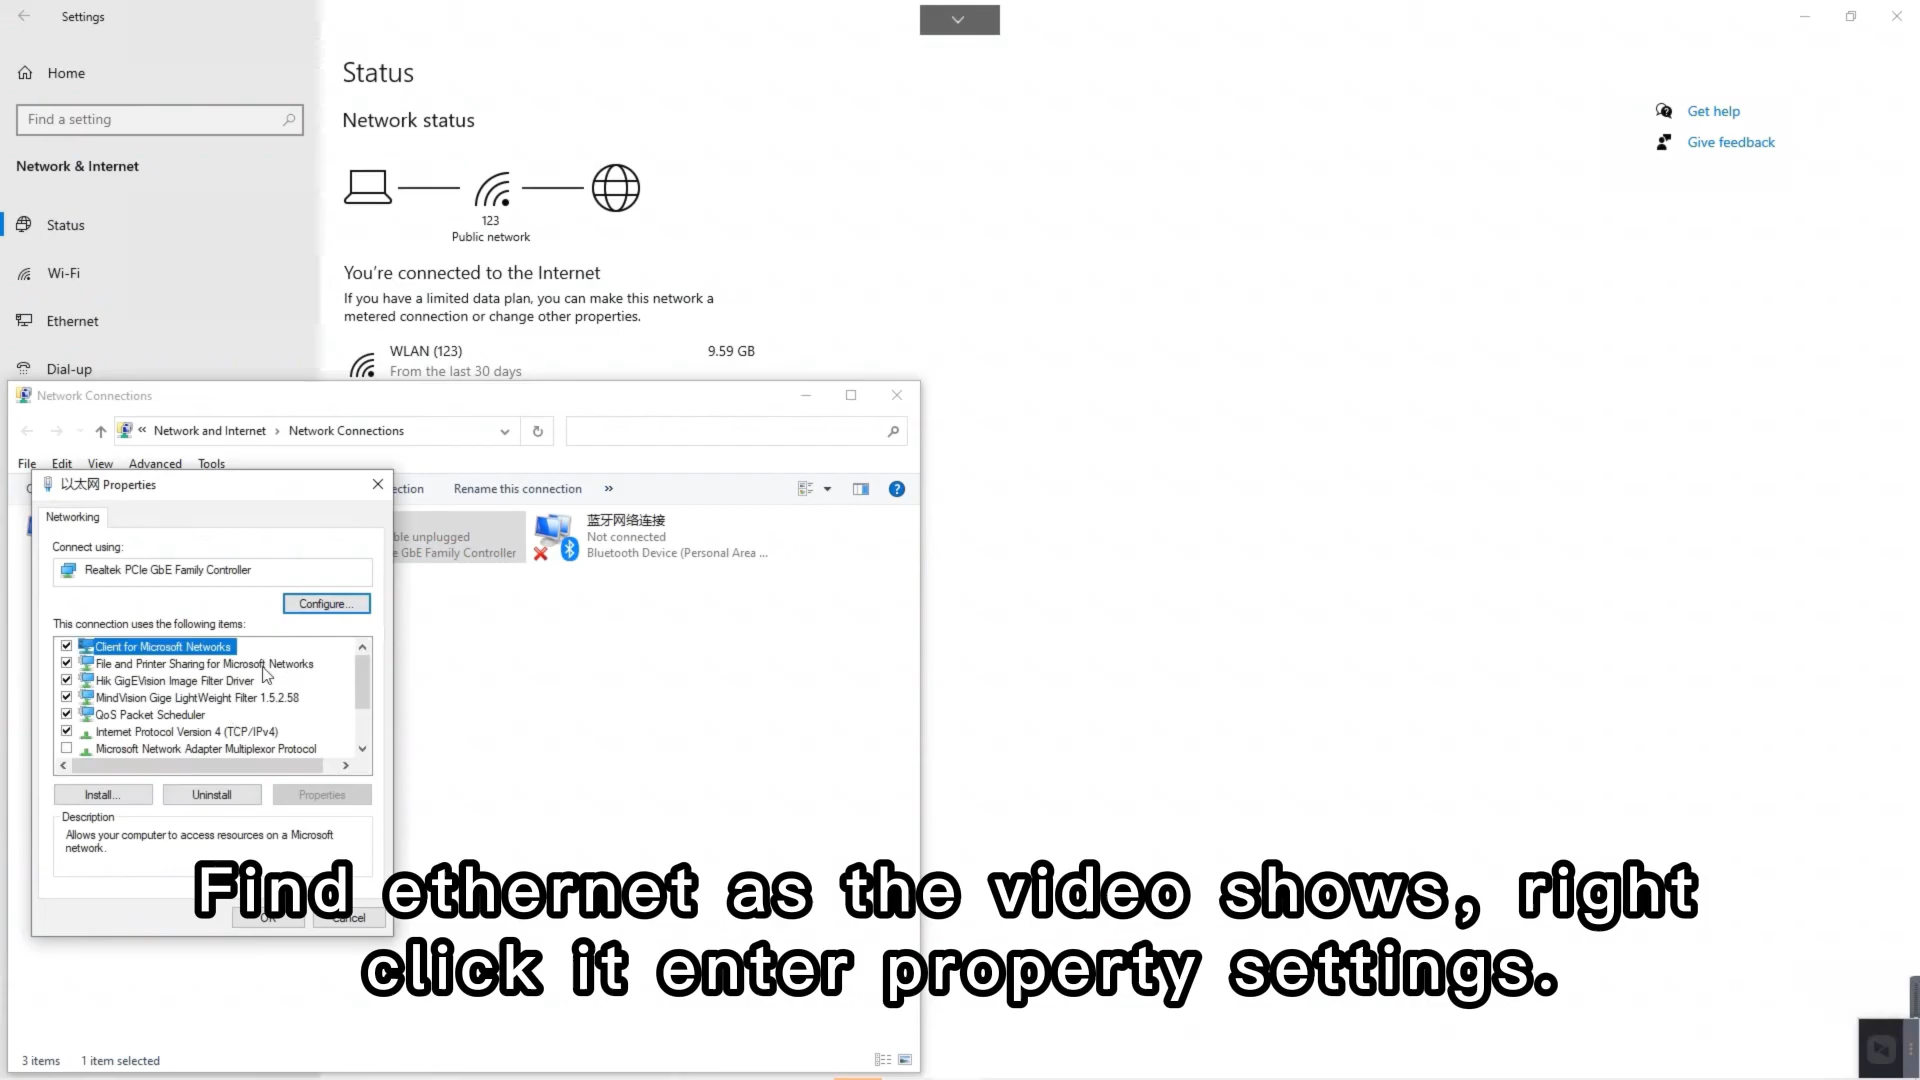 Settings
Home
Find a setting
Network & Internet
Status
Wi-Fi
Ethernet
Dial-up
Status
Network status
123
Public network
You're connected to the Internet
If you have a limited data plan, you can make this network a
metered connection or change other properties.
WLAN (123) 9.59 GB
From the last 30 days
Get help
Give feedback
Network Connections
« Network and Internet › Network Connections
File Edit View Advanced Tools
Rename this connection »
蓝牙网络连接
Not connected
Bluetooth Device (Personal Area ...
unplugged
GbE Family Controller
以太网 Properties
Networking
Connect using:
Realtek PCIe GbE Family Controller
Configure...
This connection uses the following items:
Client for Microsoft Networks
File and Printer Sharing for Microsoft Networks
Hik GigEVision Image Filter Driver
MindVision Gige LightWeight Filter 1.5.2.58
QoS Packet Scheduler
Internet Protocol Version 4 (TCP/IPv4)
Microsoft Network Adapter Multiplexor Protocol
Install... Uninstall Properties
Description
Allows your computer to access resources on a Microsoft
network.
OK Cancel
Find ethernet as the video shows, right
click it enter property settings.
3 items 1 item selected